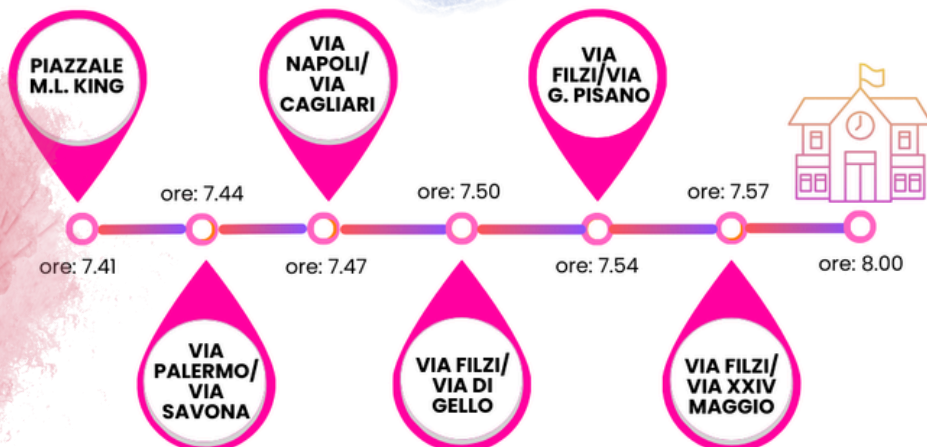 PIAZZALE
M.L. KING
VIA
NAPOLI/
VIA
CAGLIARI
VIA
FILZI/VIA
G. PISANO
ore: 7.44
ore: 7.50
ore: 7.57
ore: 7.41
ore: 7.47
ore: 7.54
ore: 8.00
VIA
PALERMO/
VIA
SAVONA
VIA FILZI/
VIA DI
GELLO
VIA FILZI/
VIA XXIV
MAGGIO